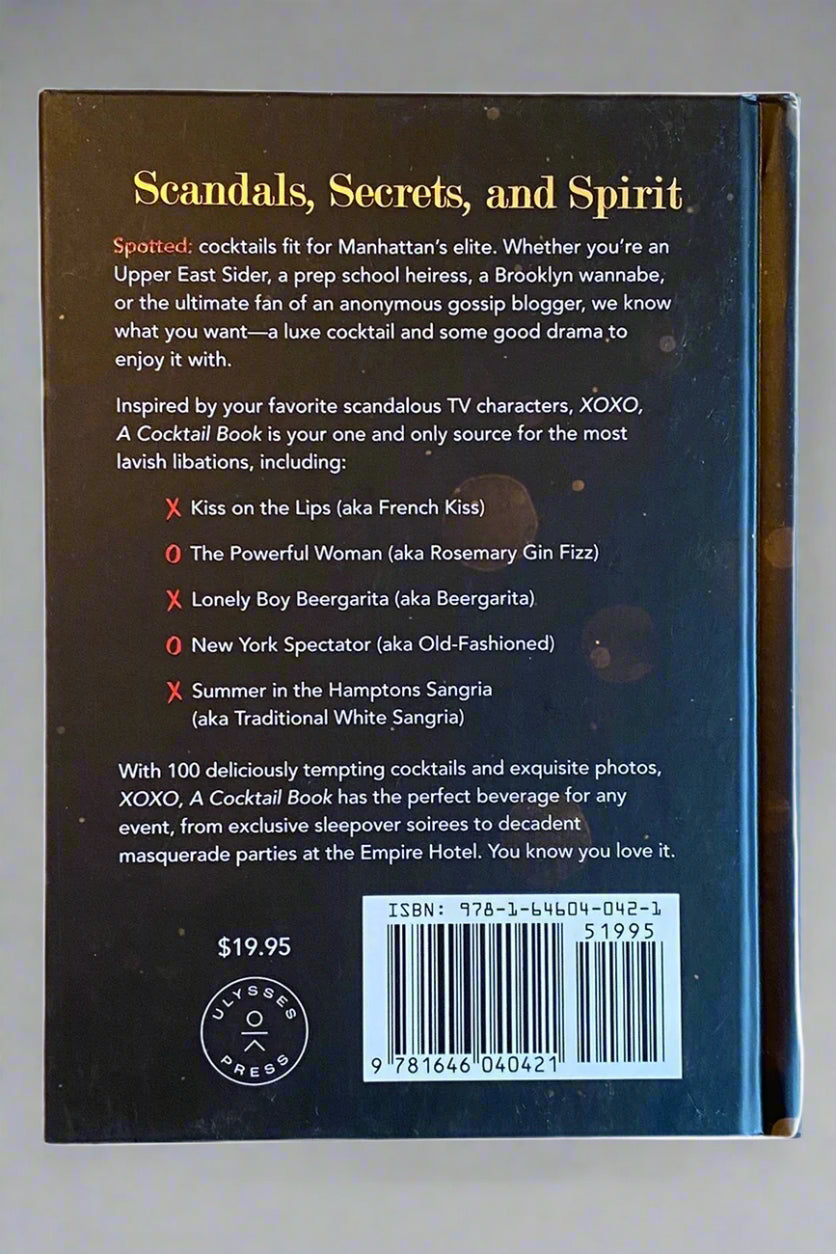 Scandals, Secrets, and Spirit
Spotted: cocktails fit for Manhattan's elite. Whether you're an
Upper East Sider, a prep school heiress, a Brooklyn wannabe,
or the ultimate fan of an anonymous gossip blogger, we know
what you want—a luxe cocktail and some good drama to
enjoy it with.
Inspired by your favorite scandalous TV characters, XOXO,
A Cocktail Book is your one and only source for the most
lavish libations, including:
X Kiss on the Lips (aka French Kiss)
O The Powerful Woman (aka Rosemary Gin Fizz)
X Lonely Boy Beergarita (aka Beergarita)
O New York Spectator (aka Old-Fashioned)
X Summer in the Hamptons Sangria
(aka Traditional White Sangria)
With 100 deliciously tempting cocktails and exquisite photos,
XOXO, A Cocktail Book has the perfect beverage for any
event, from exclusive sleepover soirees to decadent
masquerade parties at the Empire Hotel. You know you love it.
$19.95
ULYSSES
PRESS
ISBN: 978-1-64604-042-1
51995
9 781646 040421